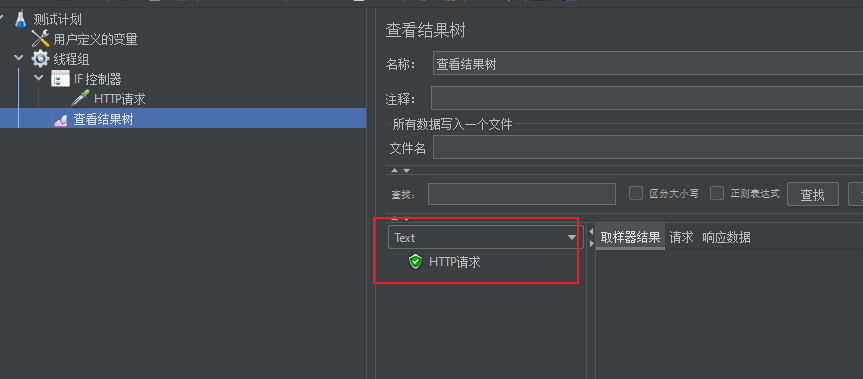 测试计划
用户定义的变量
线程组
IF 控制器
HTTP请求
查看结果树
查看结果树
名称： 查看结果树
注释：
所有数据写入一个文件
文件名
查找： 区分大小写 正则表达式 查找
Text
HTTP请求
取样器结果 请求 响应数据